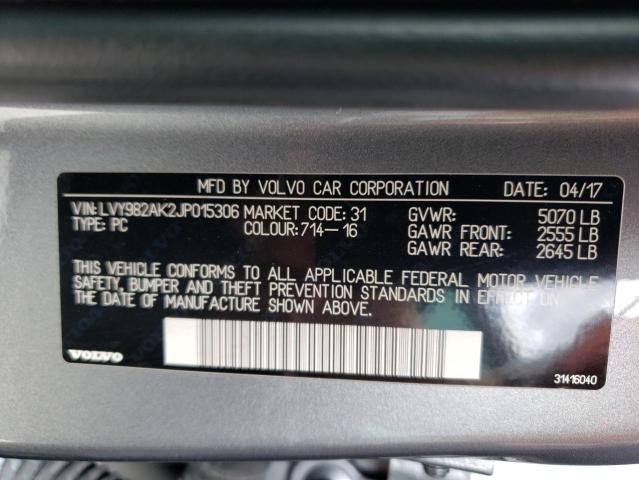 MFD BY VOLVO CAR CORPORATION DATE: 04/17
VIN: LVY982AK2JP015306 MARKET CODE: 31 GVWR: 5070 LB
TYPE: PC COLOUR: 714-16 GAWR FRONT: 2555 LB
GAWR REAR: 2645 LB
THIS VEHICLE CONFORMS TO ALL APPLICABLE FEDERAL MOTOR VEHICLE
SAFETY, BUMPER AND THEFT PREVENTION STANDARDS IN EFFECT ON
THE DATE OF MANUFACTURE SHOWN ABOVE.
VOLVO
31416040